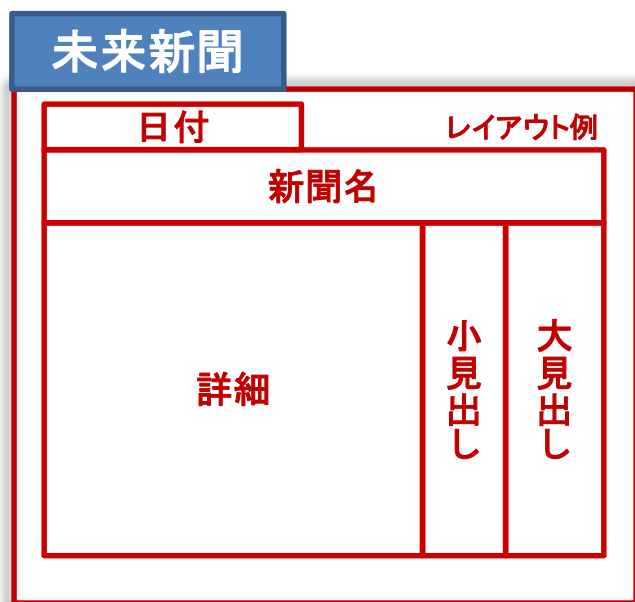 未来新聞
日付
レイアウト例
新聞名
大見出し
小見出し
詳細